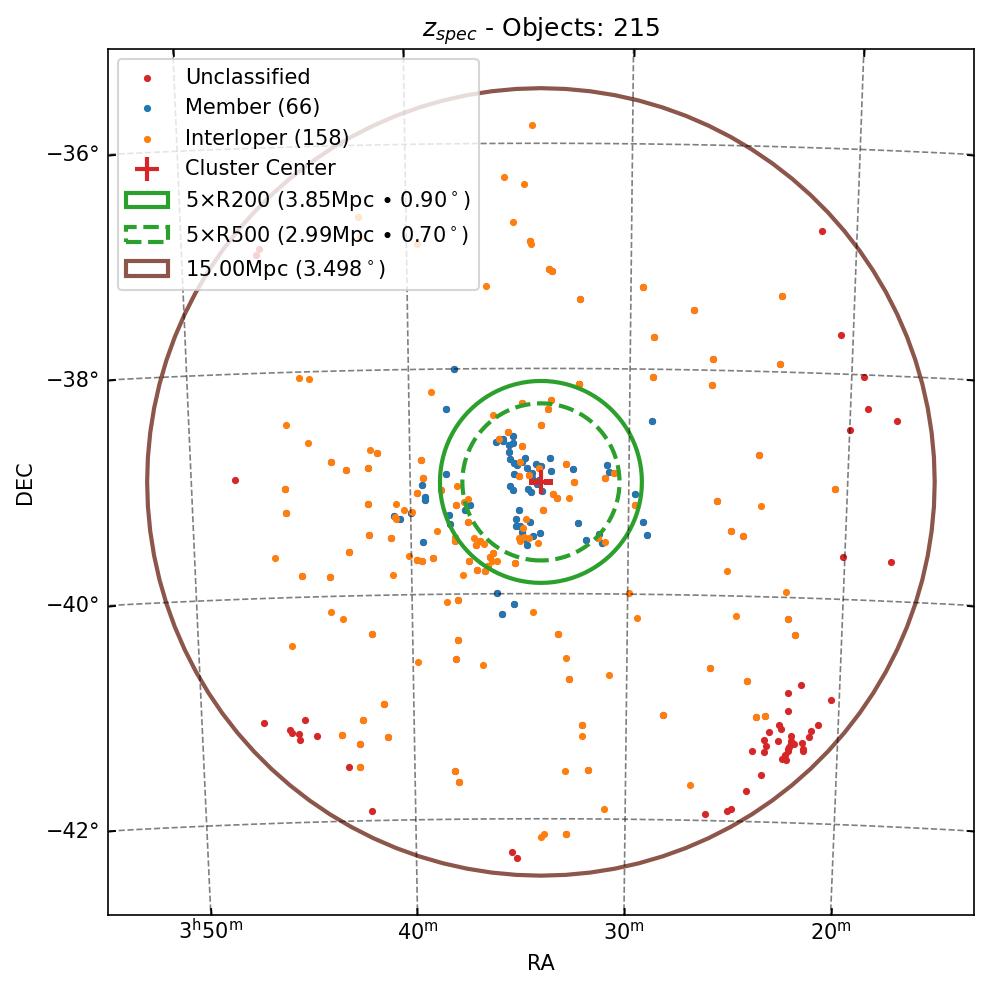 z_spec - Objects: 215
Unclassified
Member (66)
Interloper (158)
Cluster Center
5×R200 (3.85Mpc • 0.90°)
5×R500 (2.99Mpc • 0.70°)
15.00Mpc (3.498°)
−36°
−38°
−40°
−42°
DEC
3h50m 40m 30m 20m
RA